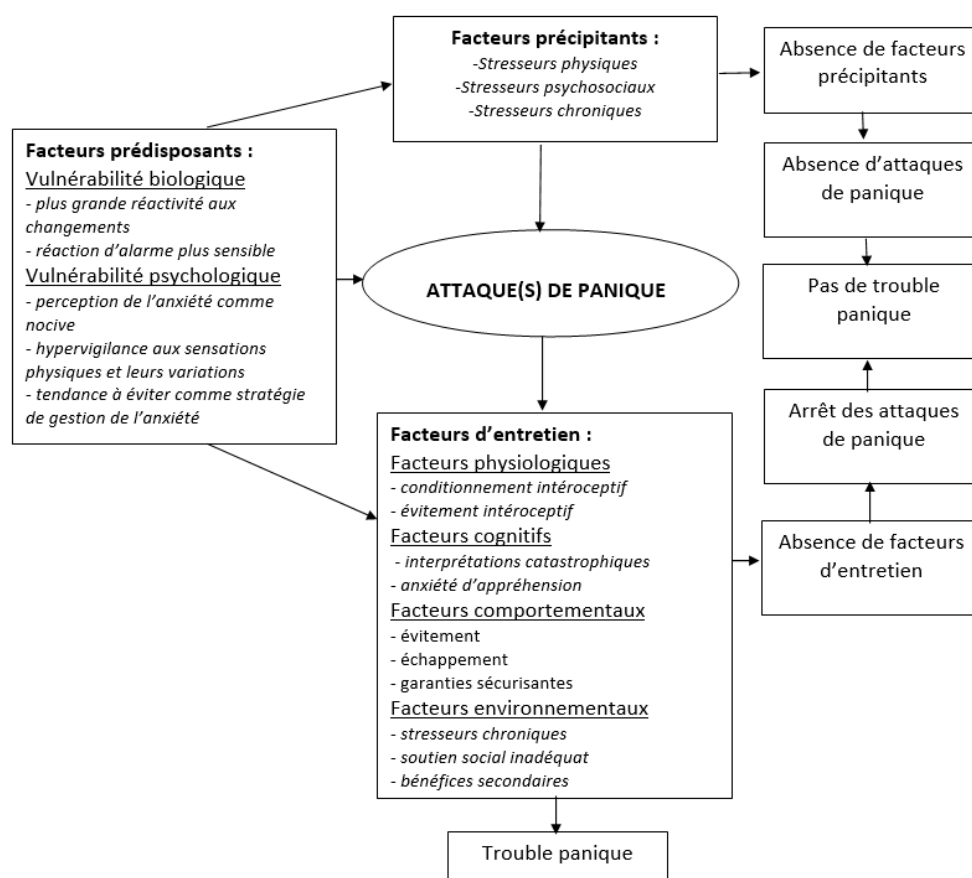 Facteurs précipitants :
-Stresseurs physiques
-Stresseurs psychosociaux
-Stresseurs chroniques
Absence de facteurs
précipitants
Facteurs prédisposants :
Vulnérabilité biologique
- plus grande réactivité aux
changements
- réaction d’alarme plus sensible
Vulnérabilité psychologique
- perception de l’anxiété comme
nocive
- hypervigilance aux sensations
physiques et leurs variations
- tendance à éviter comme stratégie
de gestion de l’anxiété
Absence d’attaques
de panique
ATTAQUE(S) DE PANIQUE
Pas de trouble
panique
Arrêt des attaques
de panique
Facteurs d’entretien :
Facteurs physiologiques
- conditionnement intéroceptif
- évitement intéroceptif
Facteurs cognitifs
- interprétations catastrophiques
- anxiété d’appréhension
Facteurs comportementaux
- évitement
- échappement
- garanties sécurisantes
Facteurs environnementaux
- stresseurs chroniques
- soutien social inadéquat
- bénéfices secondaires
Absence de facteurs
d’entretien
Trouble panique